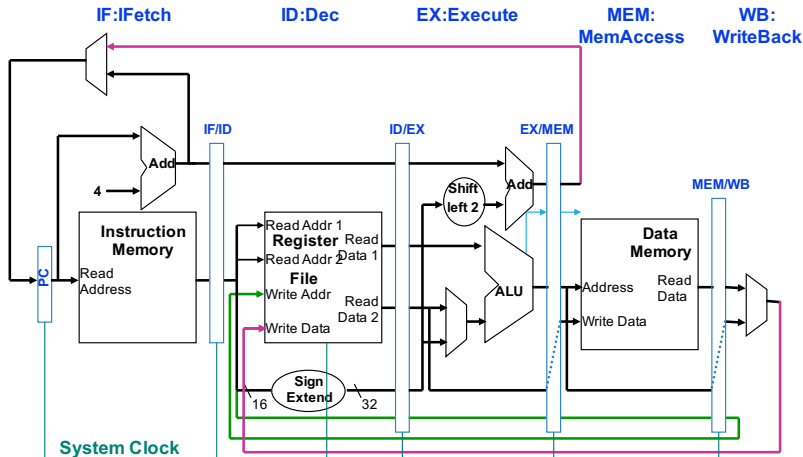 IF:IFetch
ID:Dec
EX:Execute
MEM:
MemAccess
WB:
WriteBack
IF/ID
ID/EX
EX/MEM
MEM/WB
Add
4
Shift
left 2
Add
Instruction
Memory
Read
Address
PC
Read Addr 1
Register
Read Addr 2
File
Write Addr
Write Data
Read
Data 1
Read
Data 2
ALU
Data
Memory
Address
Read
Data
Write Data
Sign
Extend
16
32
System Clock